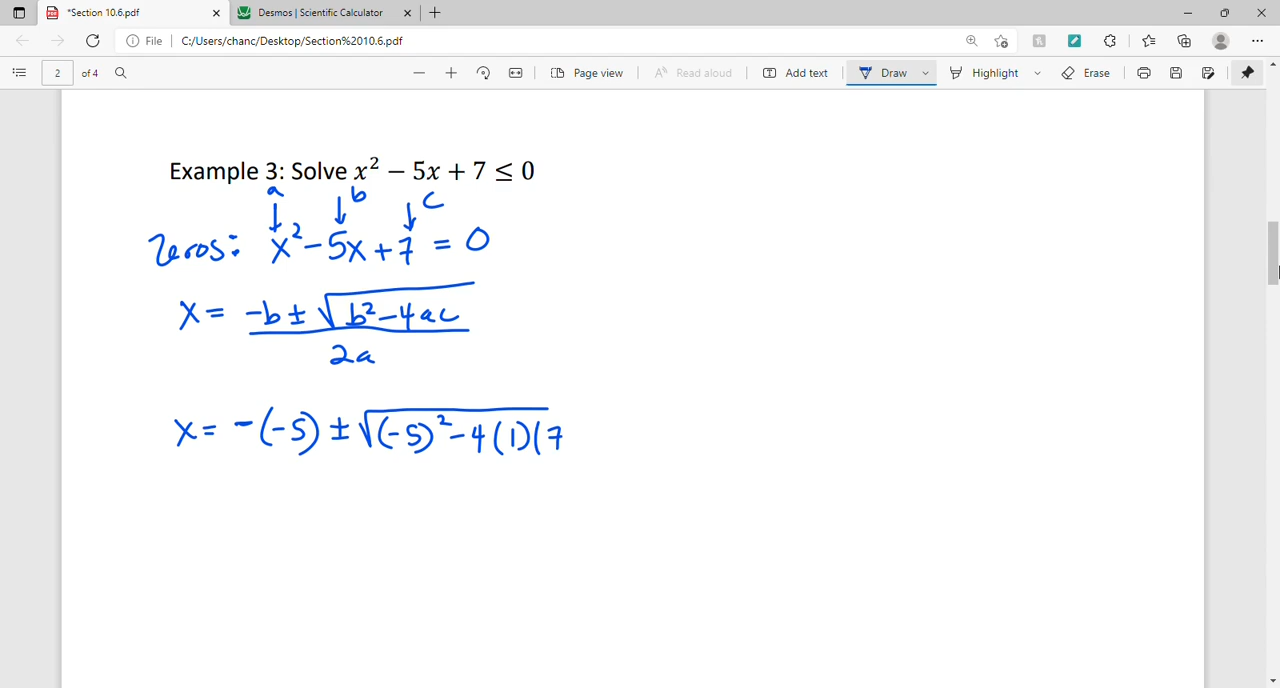 *Section 10.6.pdf
Desmos | Scientific Calculator
File | C:/Users/chanc/Desktop/Section%2010.6.pdf
2 of 4 Page view Read aloud Add text Draw Highlight Erase
Example 3: Solve x² − 5x + 7 ≤ 0
a b c
Zeros: x² − 5x + 7 = 0
x = -b ± √b² − 4ac
2a
x = -(-5) ± √(-5)² − 4(1)(7